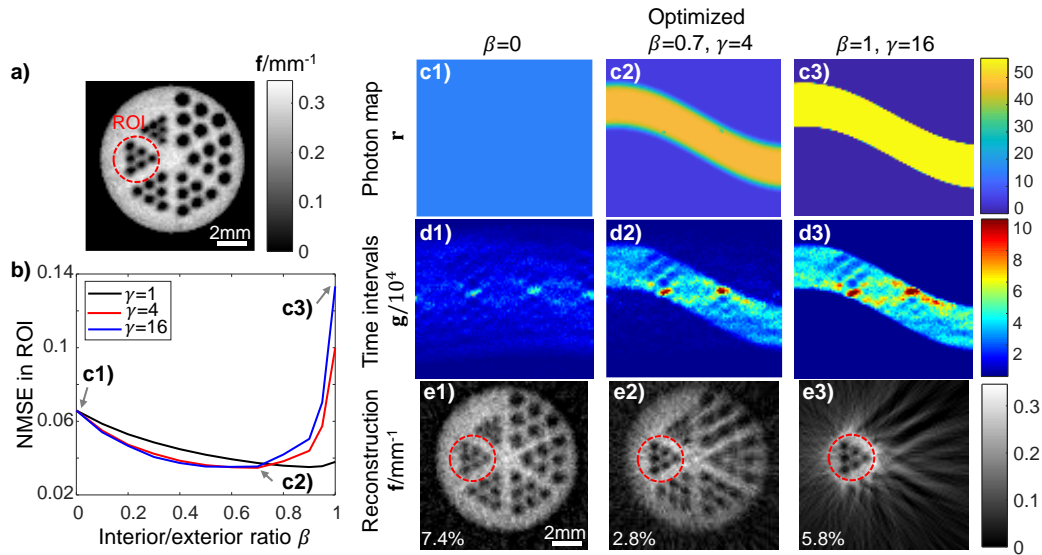 a)
f/mm⁻¹
ROI
2mm
0.3
0.2
0.1
0
b)
NMSE in ROI
0.14
0.1
0.06
0.02
γ=1
γ=4
γ=16
c1)
c2)
c3)
0 0.2 0.4 0.6 0.8 1
Interior/exterior ratio β
Optimized
β=0
β=0.7, γ=4
β=1, γ=16
Photon map
r
c1)
c2)
c3)
50
40
30
20
10
0
Time intervals
g/10⁴
d1)
d2)
d3)
10
8
6
4
2
Reconstruction
f/mm⁻¹
e1)
7.4%
2mm
e2)
2.8%
e3)
5.8%
0.3
0.2
0.1
0